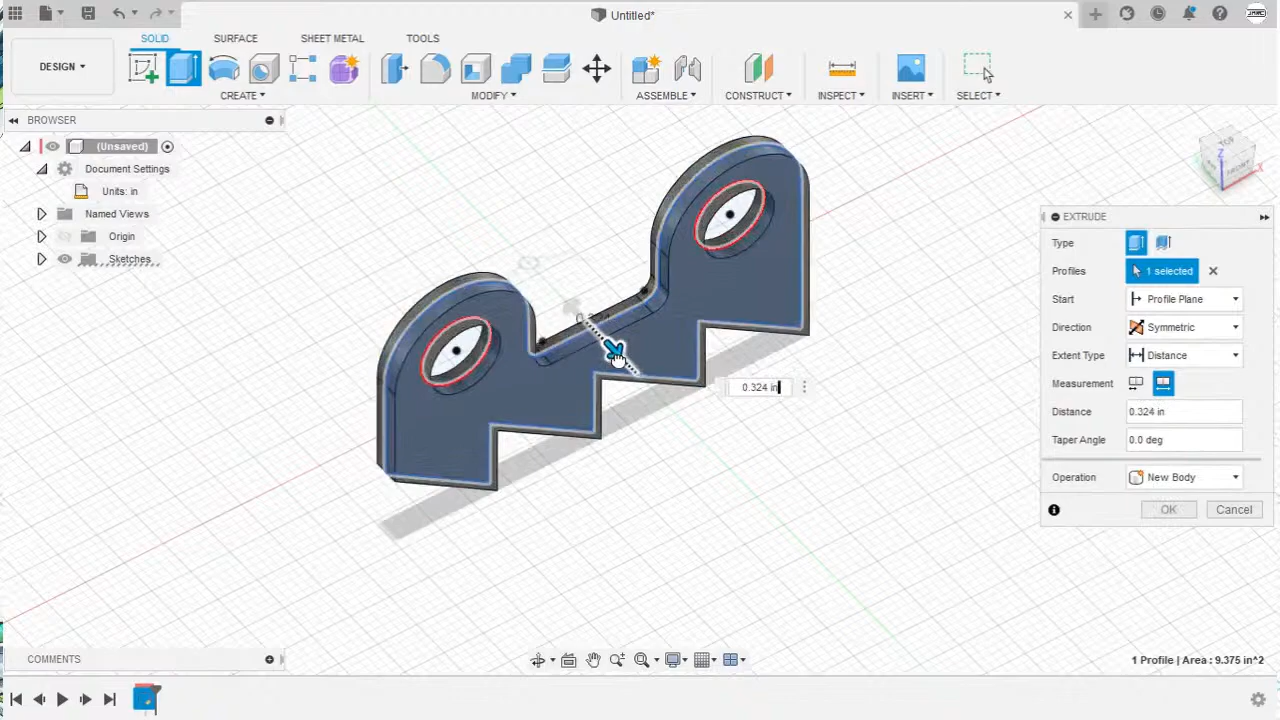 Untitled*
DESIGN
SOLID
SURFACE
SHEET METAL
TOOLS
CREATE
MODIFY
ASSEMBLE
CONSTRUCT
INSPECT
INSERT
SELECT
BROWSER
(Unsaved)
Document Settings
Units: in
Named Views
Origin
Sketches
TOP
Z
X
EXTRUDE
Type
Profiles
1 selected
Start
Profile Plane
Direction
Symmetric
Extent Type
Distance
Measurement
Distance
0.324 in
Taper Angle
0.0 deg
Operation
New Body
OK
Cancel
0.324 in
COMMENTS
1 Profile | Area : 9.375 in^2